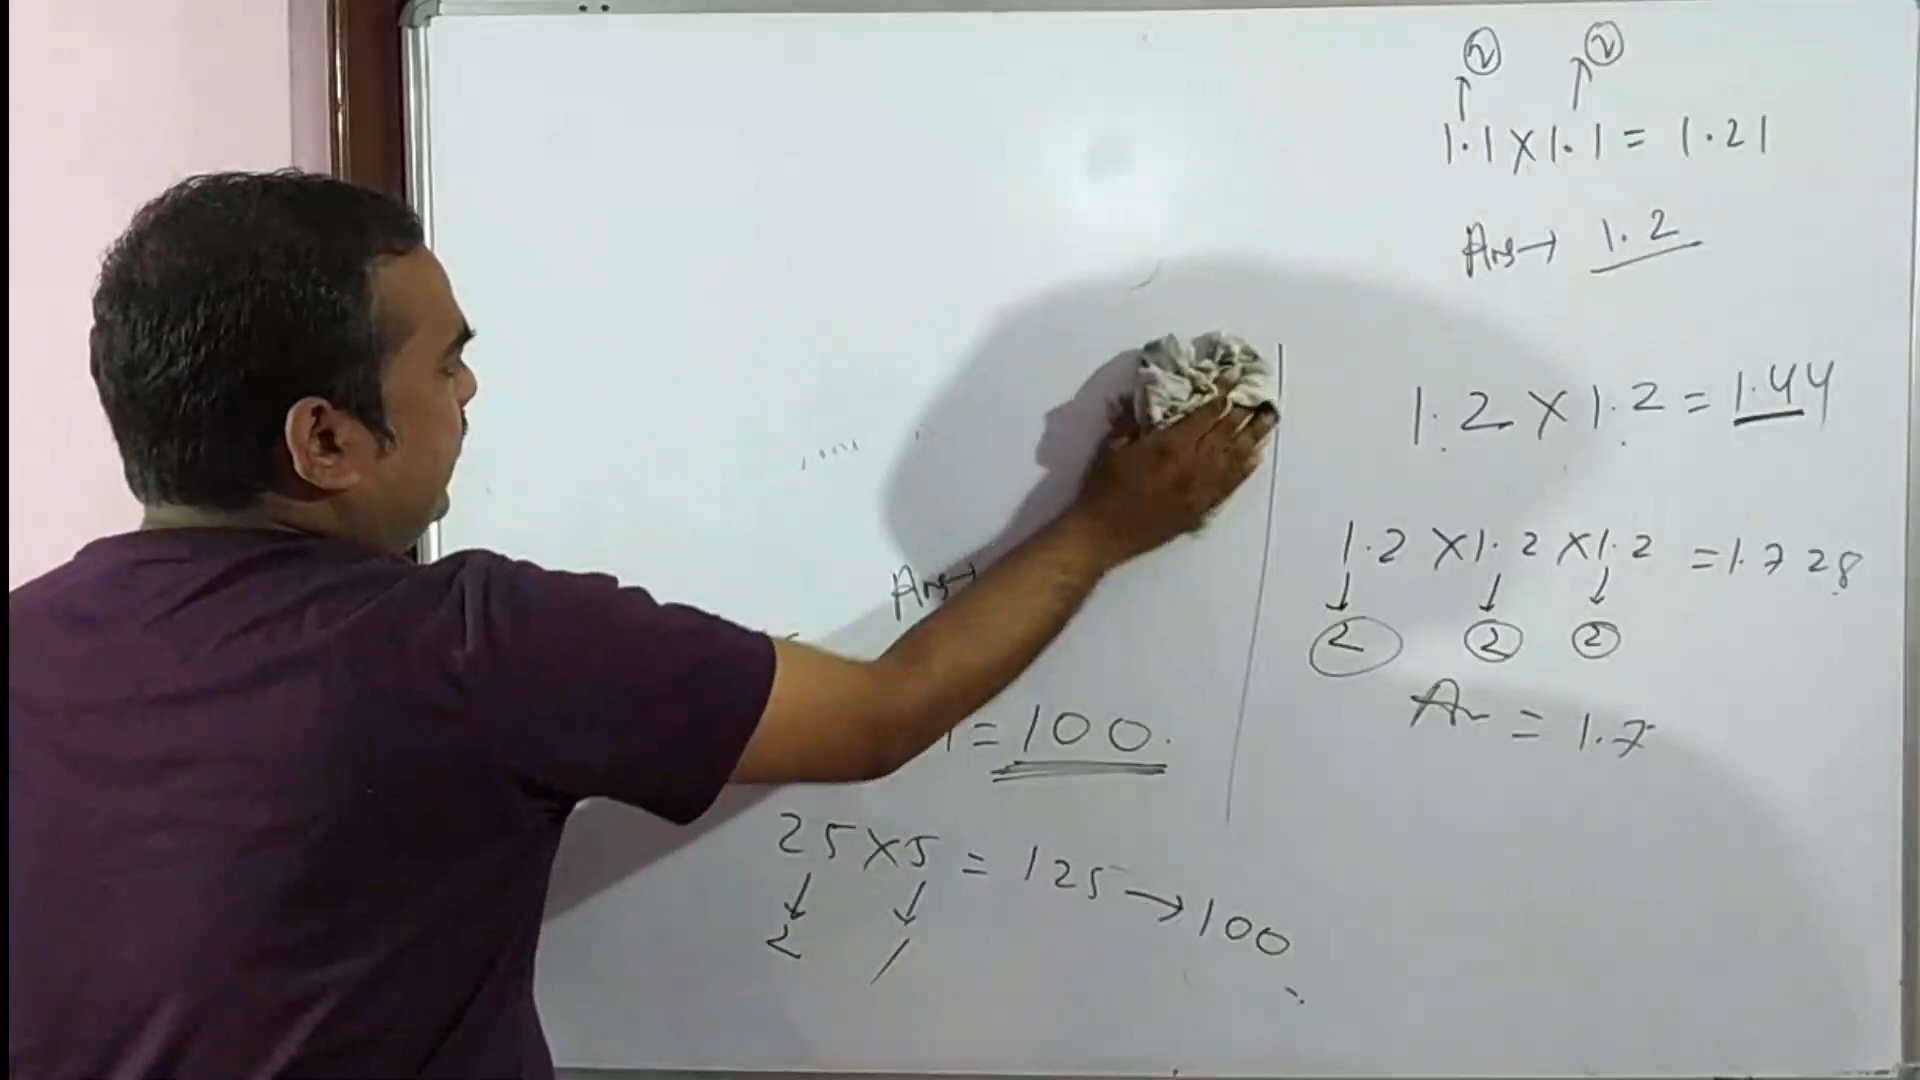 ② ②
1.1×1.1 = 1.21
Ans→ 1.2
1.2 × 1.2 = 1.44
1.2 ×1.2 ×1.2 = 1.728
② ② ②
An = 1.7
Ans→
= 100.
25×5 = 125 → 100
2 1